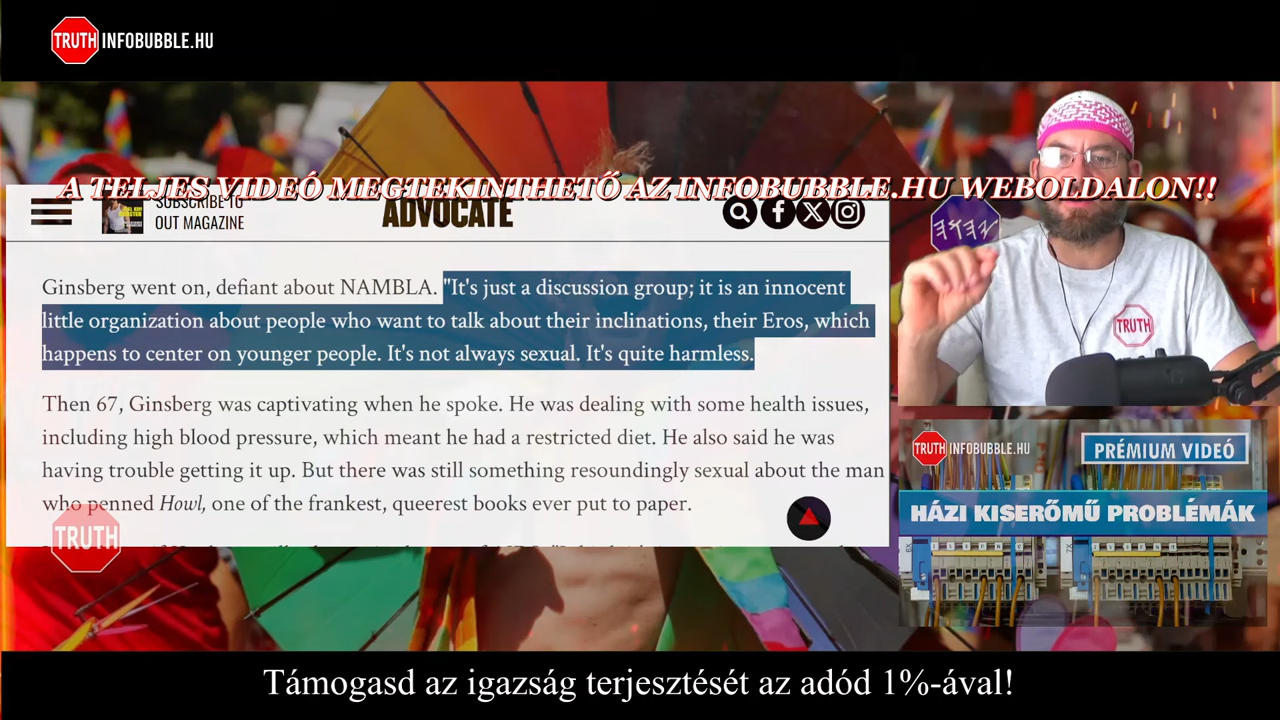 TRUTH INFOBUBBLE.HU
A TELJES VIDEÓ MEGTEKINTHETŐ AZ INFOBUBBLE.HU WEBOLDALON!!
SUBSCRIBE TO
OUT MAGAZINE
ADVOCATE
Ginsberg went on, defiant about NAMBLA. "It's just a discussion group; it is an innocent
little organization about people who want to talk about their inclinations, their Eros, which
happens to center on younger people. It's not always sexual. It's quite harmless.
Then 67, Ginsberg was captivating when he spoke. He was dealing with some health issues,
including high blood pressure, which meant he had a restricted diet. He also said he was
having trouble getting it up. But there was still something resoundingly sexual about the man
who penned Howl, one of the frankest, queerest books ever put to paper.
TRUTH
TRUTH
TRUTH INFOBUBBLE.HU
PRÉMIUM VIDEÓ
HÁZI KISERŐMŰ PROBLÉMÁK
Támogasd az igazság terjesztését az adód 1%-ával!